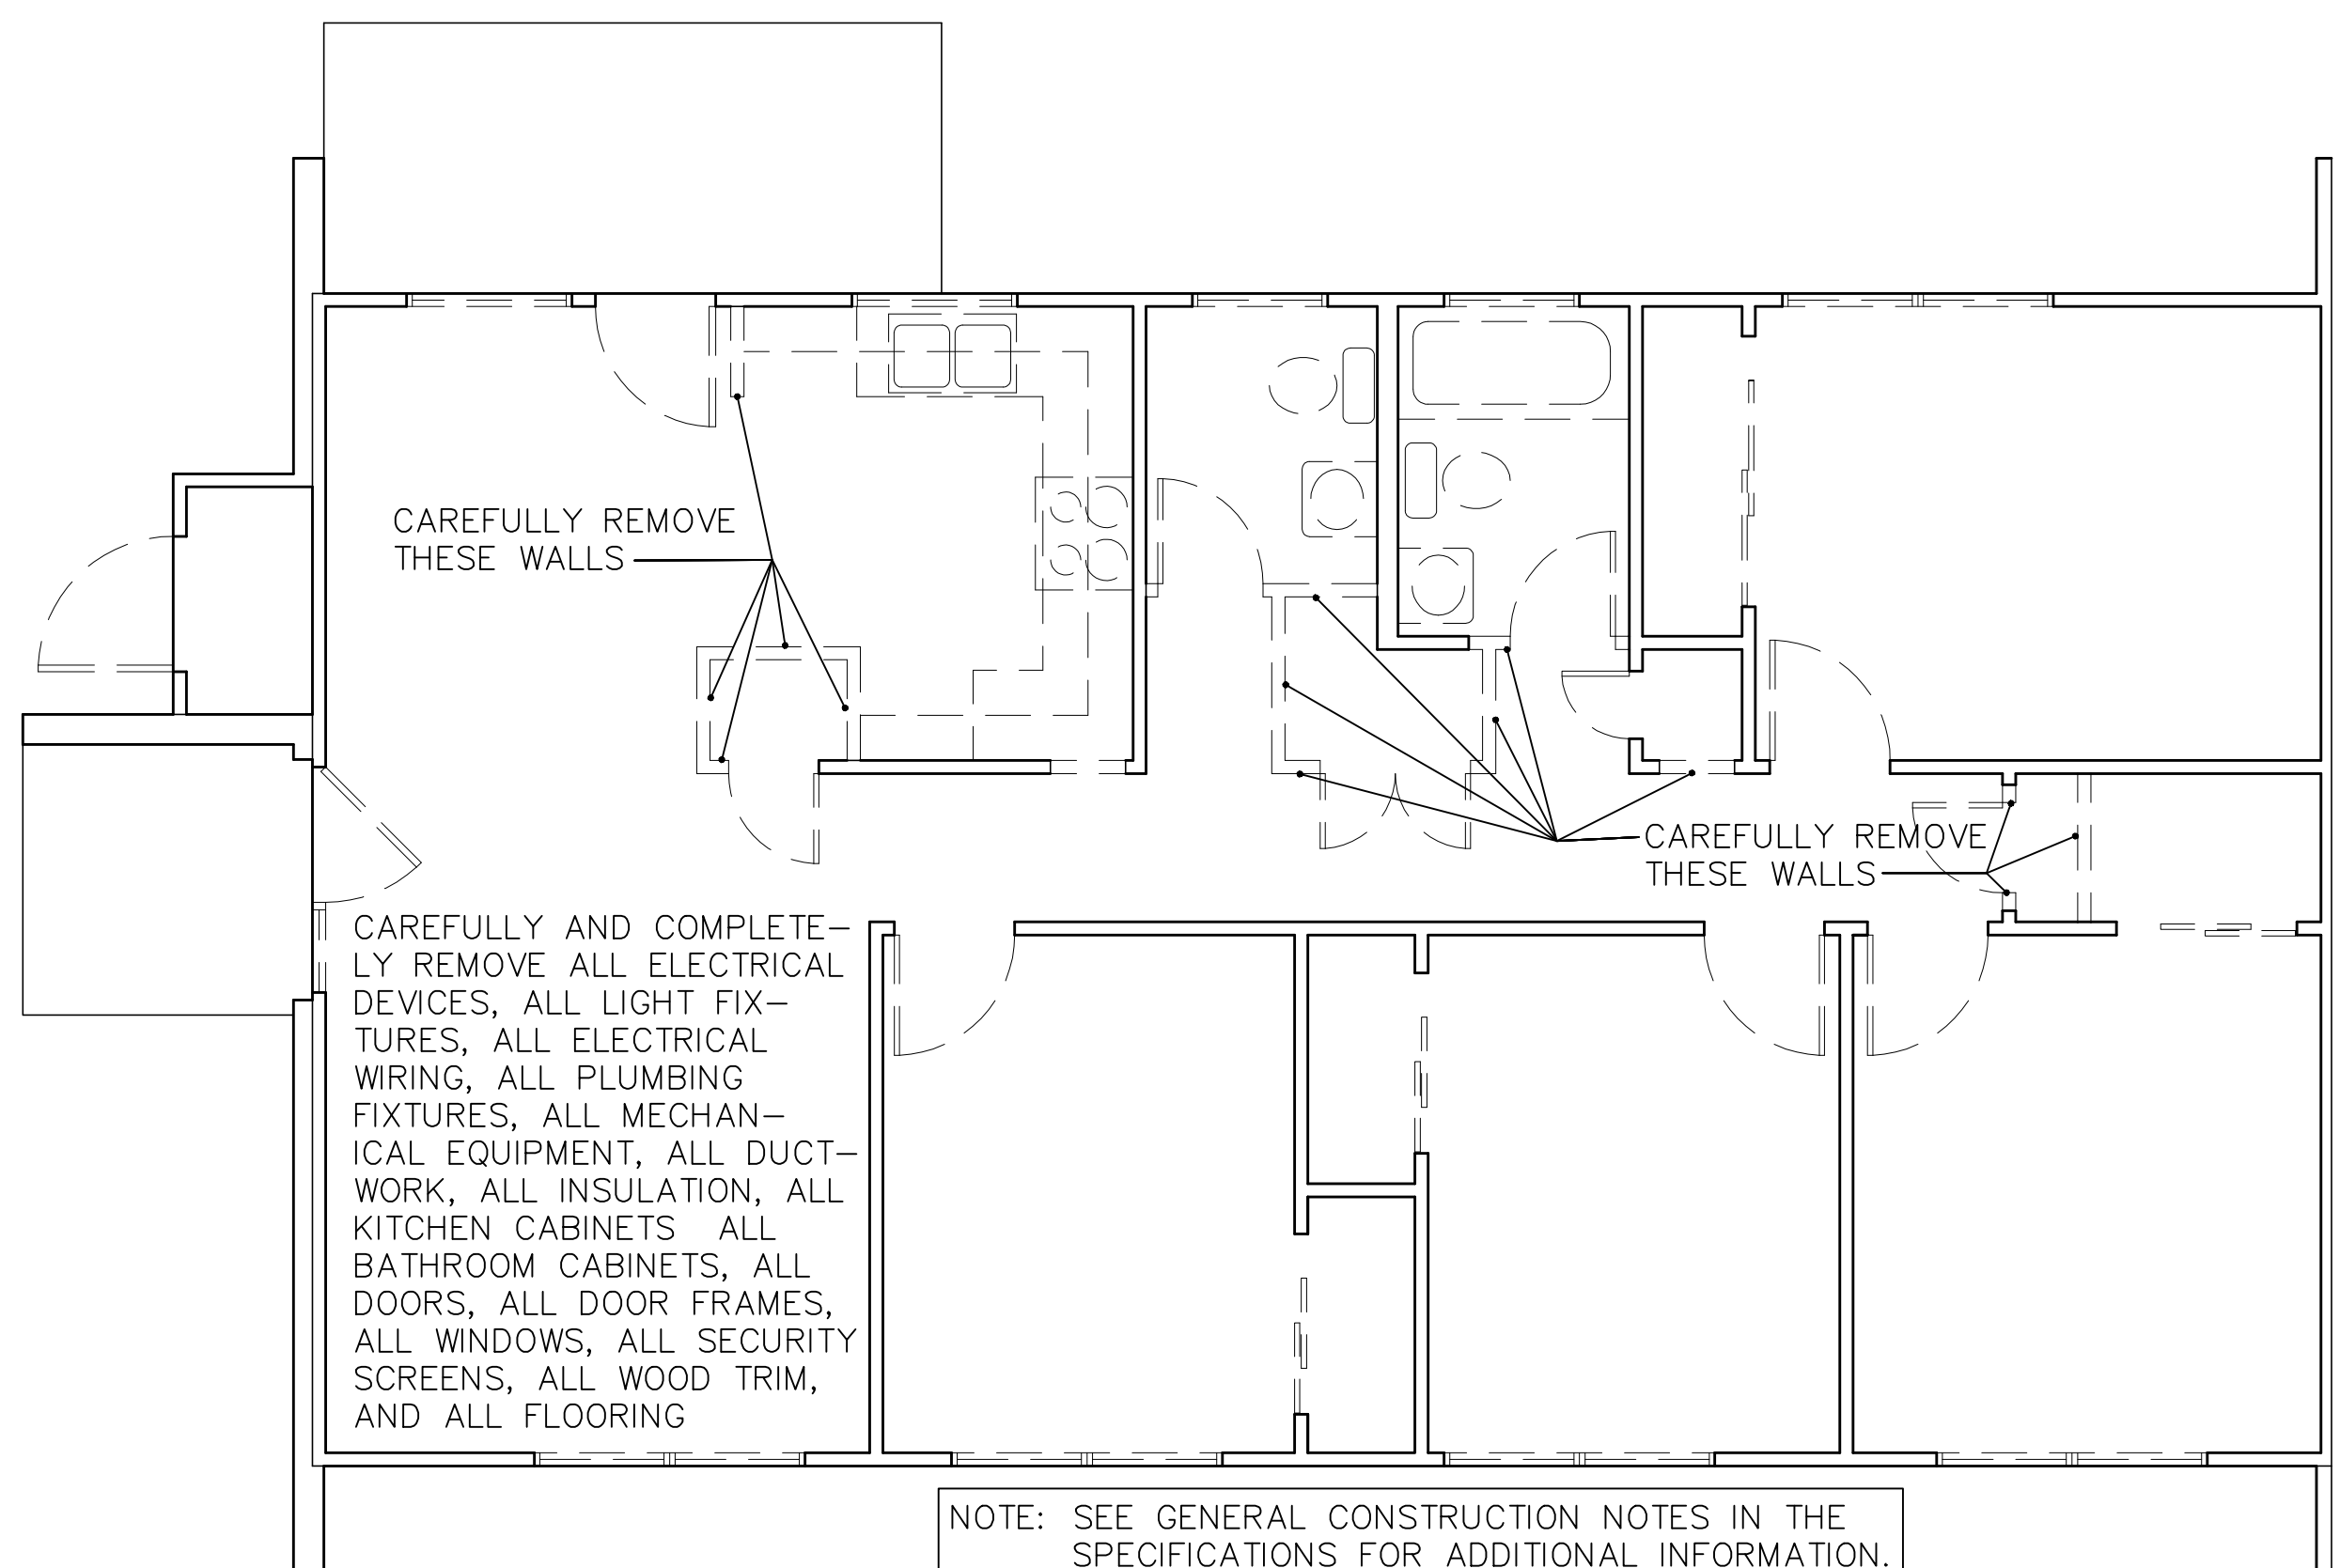 CAREFULLY REMOVE
THESE WALLS
CAREFULLY REMOVE
THESE WALLS
CAREFULLY AND COMPLETE-
LY REMOVE ALL ELECTRICAL
DEVICES, ALL LIGHT FIX-
TURES, ALL ELECTRICAL
WIRING, ALL PLUMBING
FIXTURES, ALL MECHAN-
ICAL EQUIPMENT, ALL DUCT-
WORK, ALL INSULATION, ALL
KITCHEN CABINETS ALL
BATHROOM CABINETS, ALL
DOORS, ALL DOOR FRAMES,
ALL WINDOWS, ALL SECURITY
SCREENS, ALL WOOD TRIM,
AND ALL FLOORING
NOTE: SEE GENERAL CONSTRUCTION NOTES IN THE
SPECIFICATIONS FOR ADDITIONAL INFORMATION.